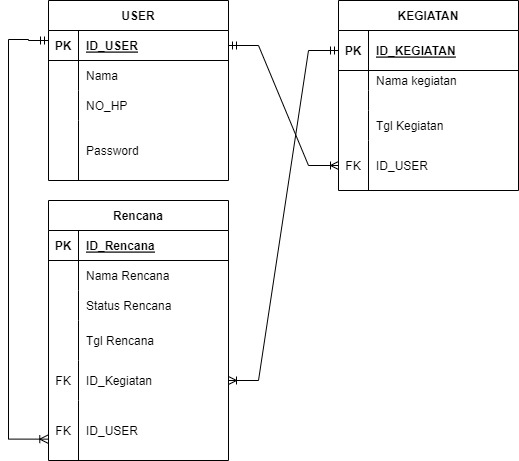 USER
PK ID_USER
Nama
NO_HP
Password
KEGIATAN
PK ID_KEGIATAN
Nama kegiatan
Tgl Kegiatan
FK ID_USER
Rencana
PK ID_Rencana
Nama Rencana
Status Rencana
Tgl Rencana
FK ID_Kegiatan
FK ID_USER